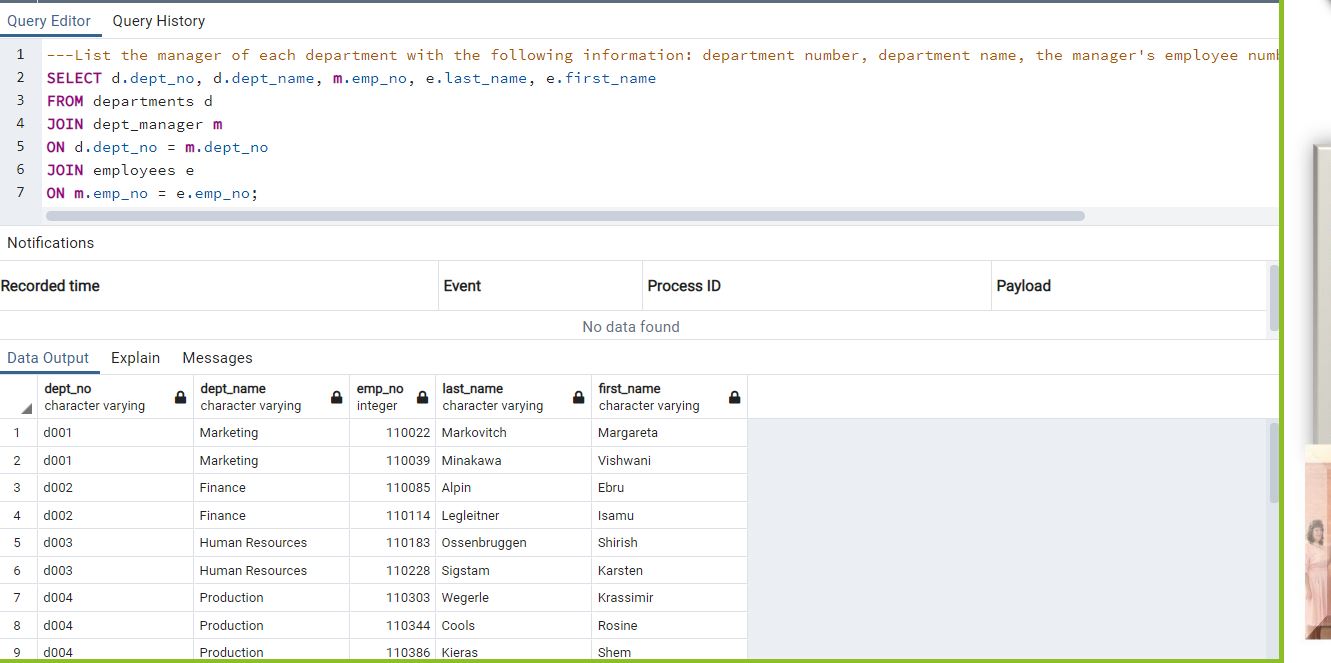 Query Editor Query History
1 ---List the manager of each department with the following information: department number, department name, the manager's employee
2 SELECT d.dept_no, d.dept_name, m.emp_no, e.last_name, e.first_name
3 FROM departments d
4 JOIN dept_manager m
5 ON d.dept_no = m.dept_no
6 JOIN employees e
7 ON m.emp_no = e.emp_no;
Notifications
Recorded time Event Process ID Payload
No data found
Data Output Explain Messages
dept_no dept_name emp_no last_name first_name
character varying character varying integer character varying character varying
1 d001 Marketing 110022 Markovitch Margareta
2 d001 Marketing 110039 Minakawa Vishwani
3 d002 Finance 110085 Alpin Ebru
4 d002 Finance 110114 Legleitner Isamu
5 d003 Human Resources 110183 Ossenbruggen Shirish
6 d003 Human Resources 110228 Sigstam Karsten
7 d004 Production 110303 Wegerle Krassimir
8 d004 Production 110344 Cools Rosine
9 d004 Production 110386 Kieras Shem